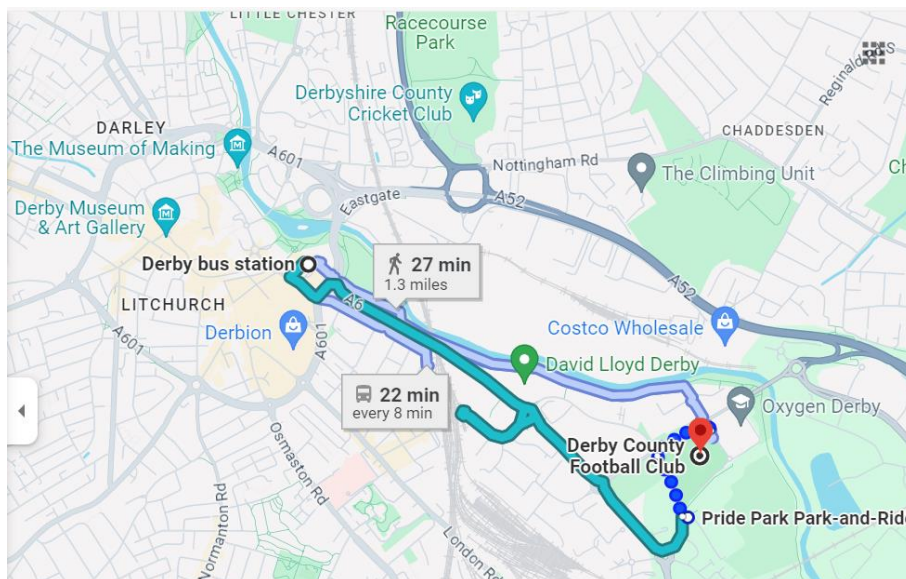 LITTLE CHESTER
Racecourse
Park
Reginald
DARLEY
The Museum of Making
A601
Derbyshire County
Cricket Club
CHADDESDEN
Nottingham Rd
The Climbing Unit
Derby Museum
& Art Gallery
Eastgate
A52
Derby bus station
27 min
1.3 miles
A52
LITCHURCH
A6
A601
A601
Derbion
Costco Wholesale
David Lloyd Derby
22 min
every 8 min
Oxygen Derby
Derby County
Football Club
Osmaston Rd
Normanton Rd
London Rd
Pride Park Park-and-Ride